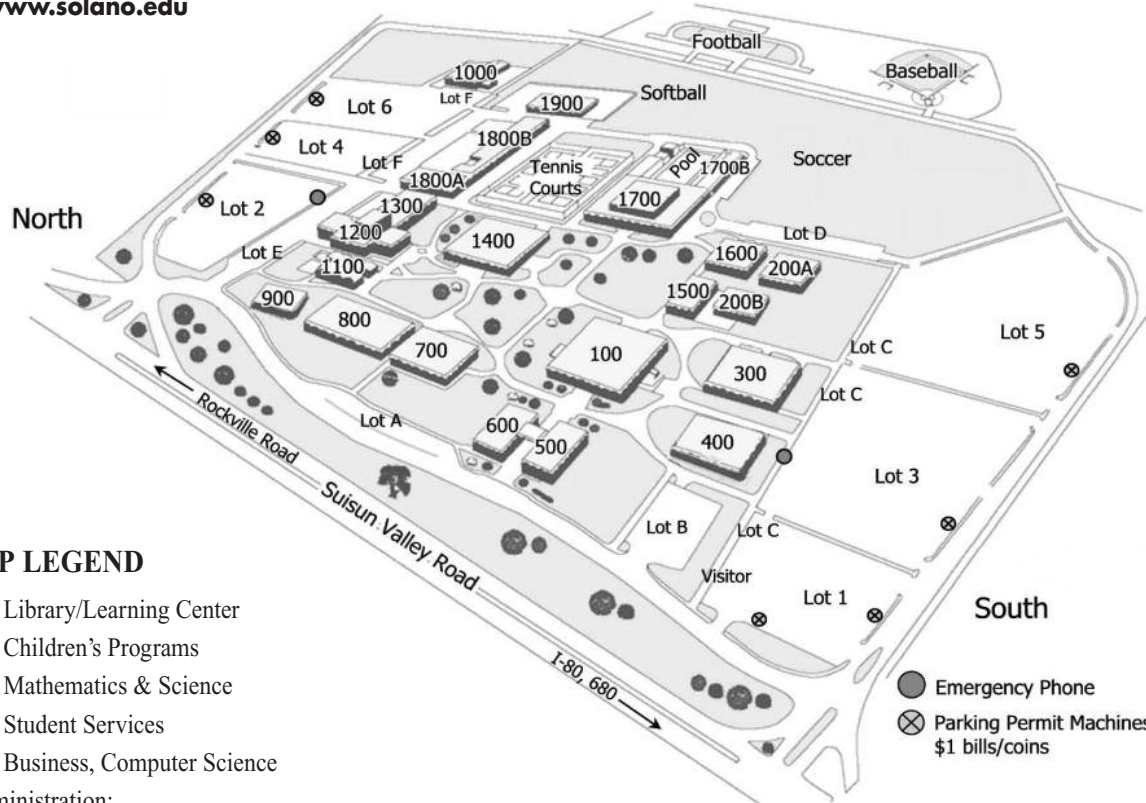 www.solano.edu
Football
Baseball
1000
Lot 6
Lot F
1900
Softball
Lot 4
1800B
Lot F
Tennis
Courts
Pool
1700B
Soccer
1800A
1700
North
Lot 2
1300
1200
1400
Lot D
Lot E
1100
1600
200A
900
1500
200B
800
700
100
Lot C
Lot 5
300
Lot C
Rockville Road
Lot A
600
500
400
Lot 3
Suisun Valley Road
Lot B
Lot C
Visitor
Lot 1
South
I-80, 680
Emergency Phone
Parking Permit Machines
$1 bills/coins
P LEGEND
Library/Learning Center
Children's Programs
Mathematics & Science
Student Services
Business, Computer Science
ministration: